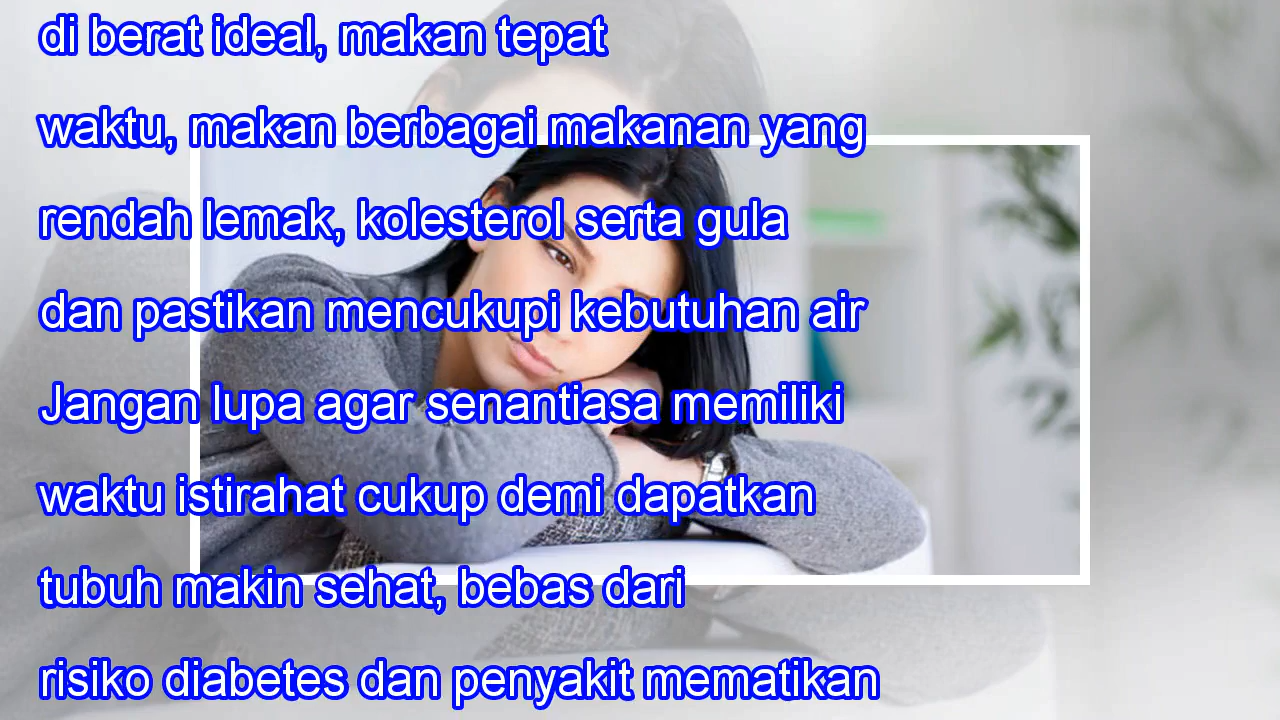 di berat ideal, makan tepat
waktu, makan berbagai makanan yang
rendah lemak, kolesterol serta gula
dan pastikan mencukupi kebutuhan air
Jangan lupa agar senantiasa memiliki
waktu istirahat cukup demi dapatkan
tubuh makin sehat, bebas dari
risiko diabetes dan penyakit mematikan